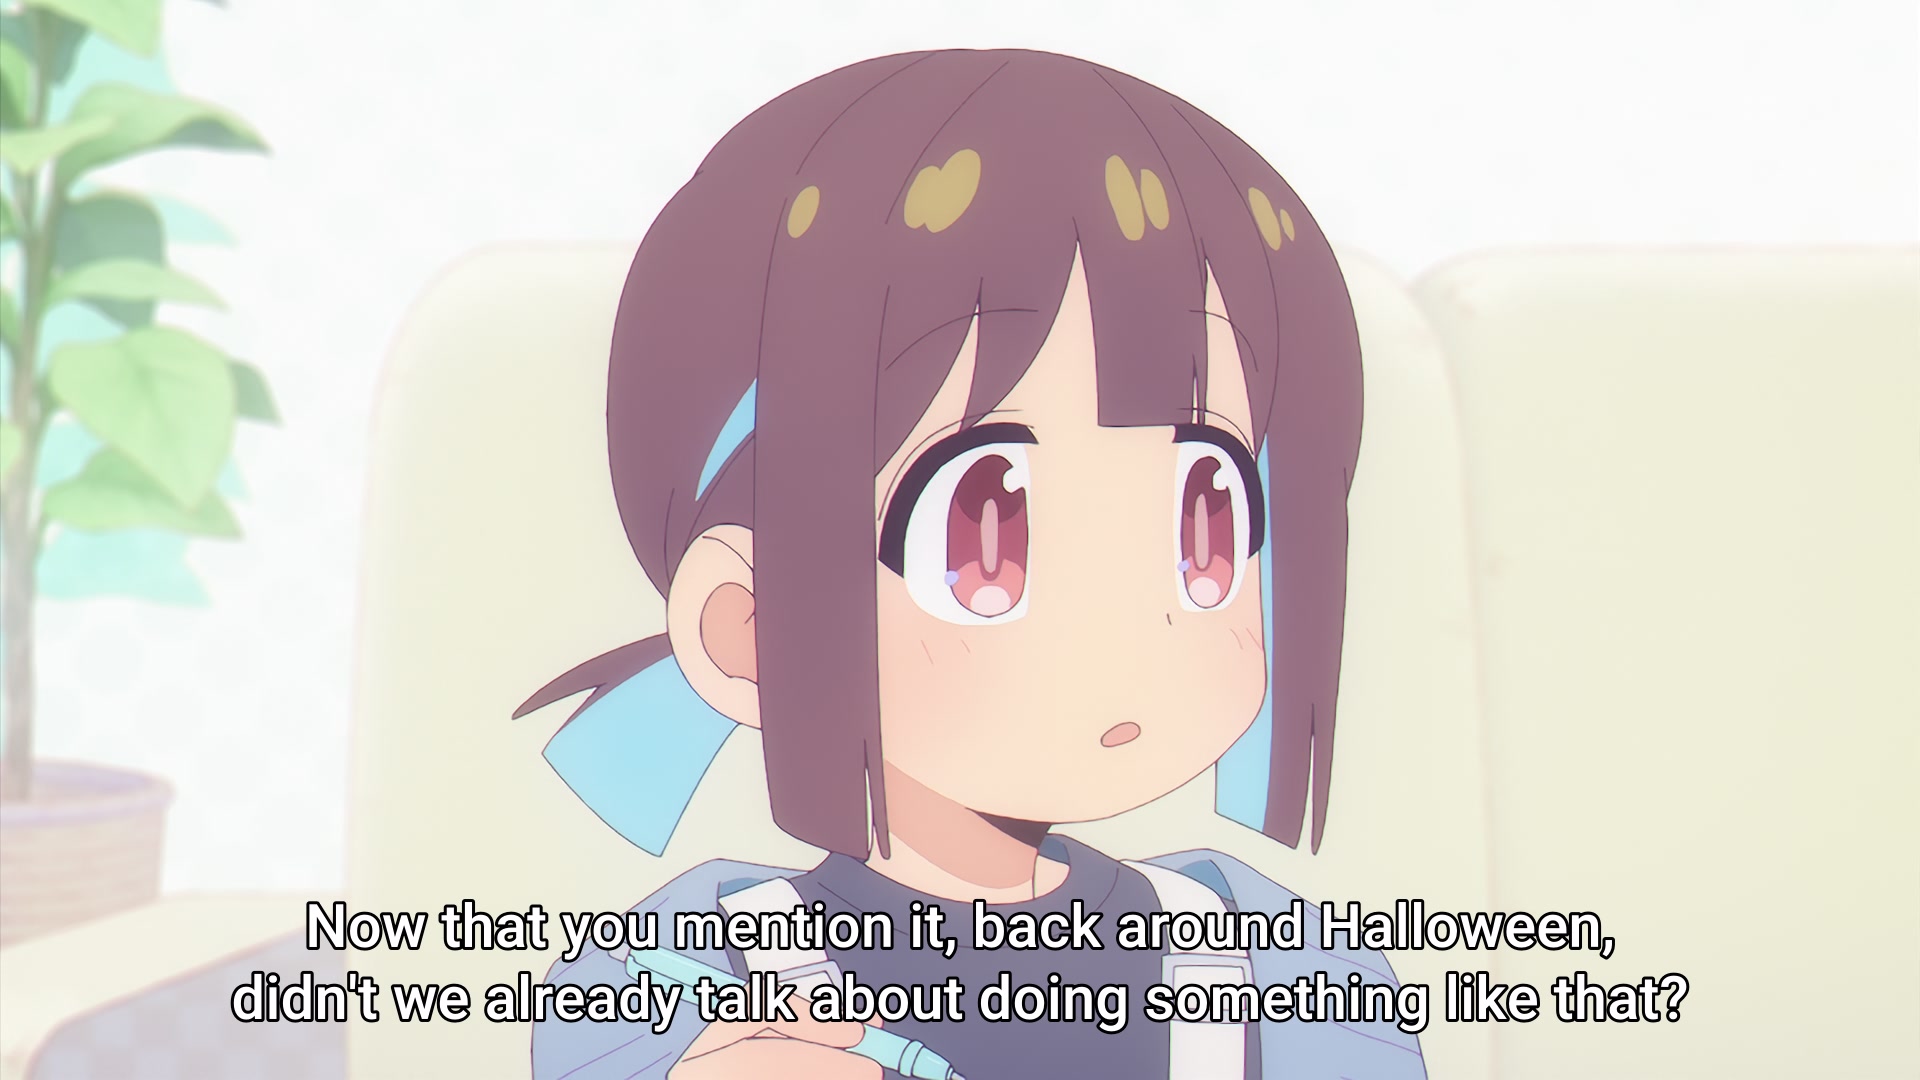 Now that you mention it, back around Halloween,
didn't we already talk about doing something like that?